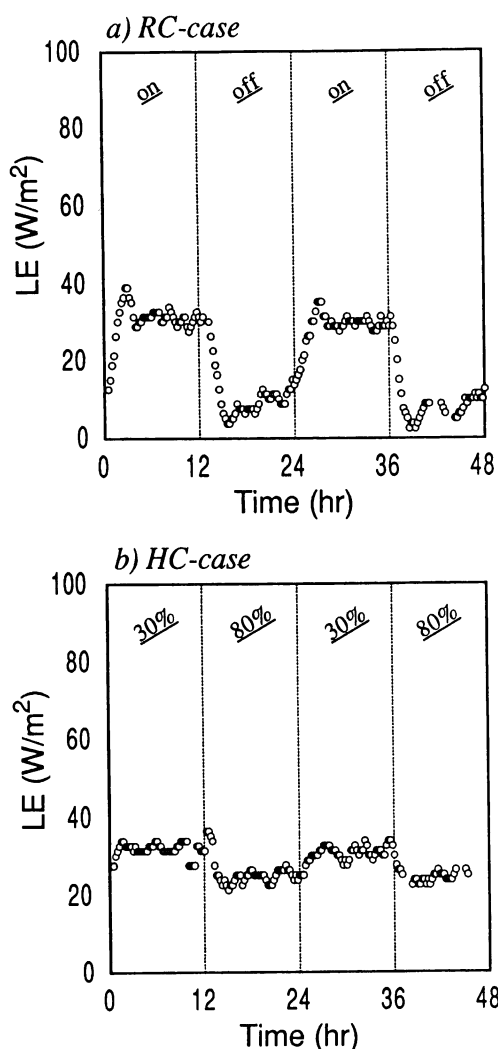 a) RC-case
100
80
60
40
20
0
on off on off
LE (W/m²)
0 12 24 36 48
Time (hr)
b) HC-case
100
80
60
40
20
0
30% 80% 30% 80%
LE (W/m²)
0 12 24 36 48
Time (hr)